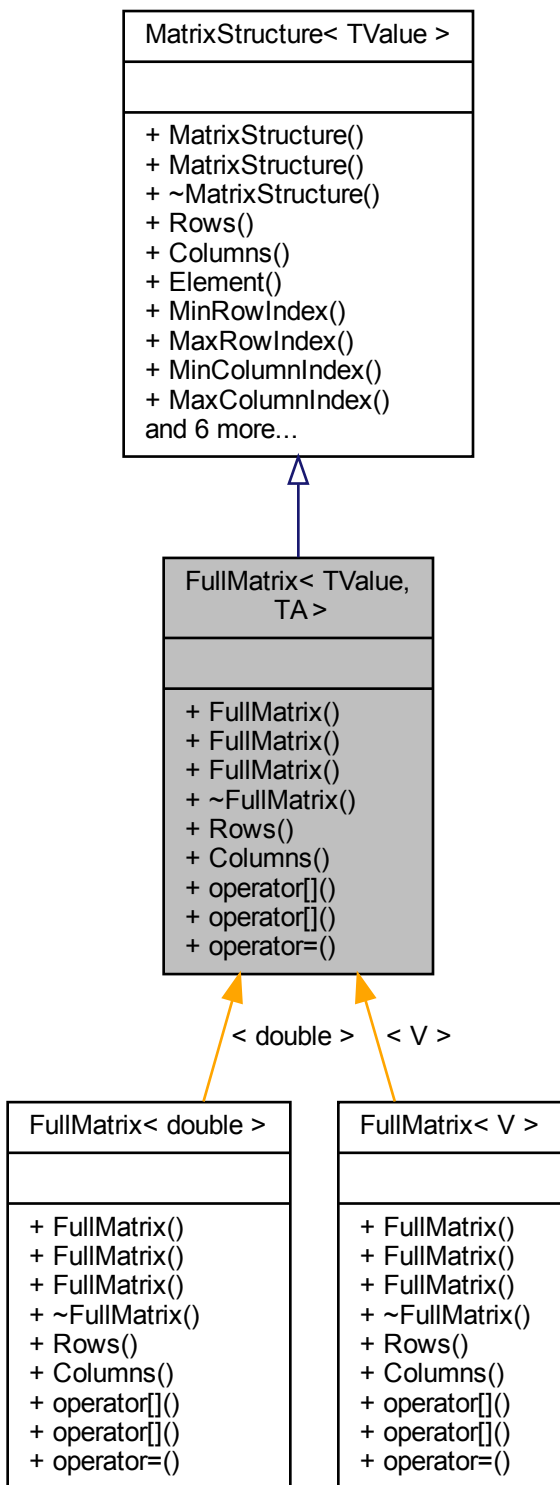 MatrixStructure< TValue >
+ MatrixStructure()
+ MatrixStructure()
+ ~MatrixStructure()
+ Rows()
+ Columns()
+ Element()
+ MinRowIndex()
+ MaxRowIndex()
+ MinColumnIndex()
+ MaxColumnIndex()
and 6 more...
FullMatrix< TValue,
TA >
+ FullMatrix()
+ FullMatrix()
+ FullMatrix()
+ ~FullMatrix()
+ Rows()
+ Columns()
+ operator[]()
+ operator[]()
+ operator=()
< double >
< V >
FullMatrix< double >
+ FullMatrix()
+ FullMatrix()
+ FullMatrix()
+ ~FullMatrix()
+ Rows()
+ Columns()
+ operator[]()
+ operator[]()
+ operator=()
FullMatrix< V >
+ FullMatrix()
+ FullMatrix()
+ FullMatrix()
+ ~FullMatrix()
+ Rows()
+ Columns()
+ operator[]()
+ operator[]()
+ operator=()